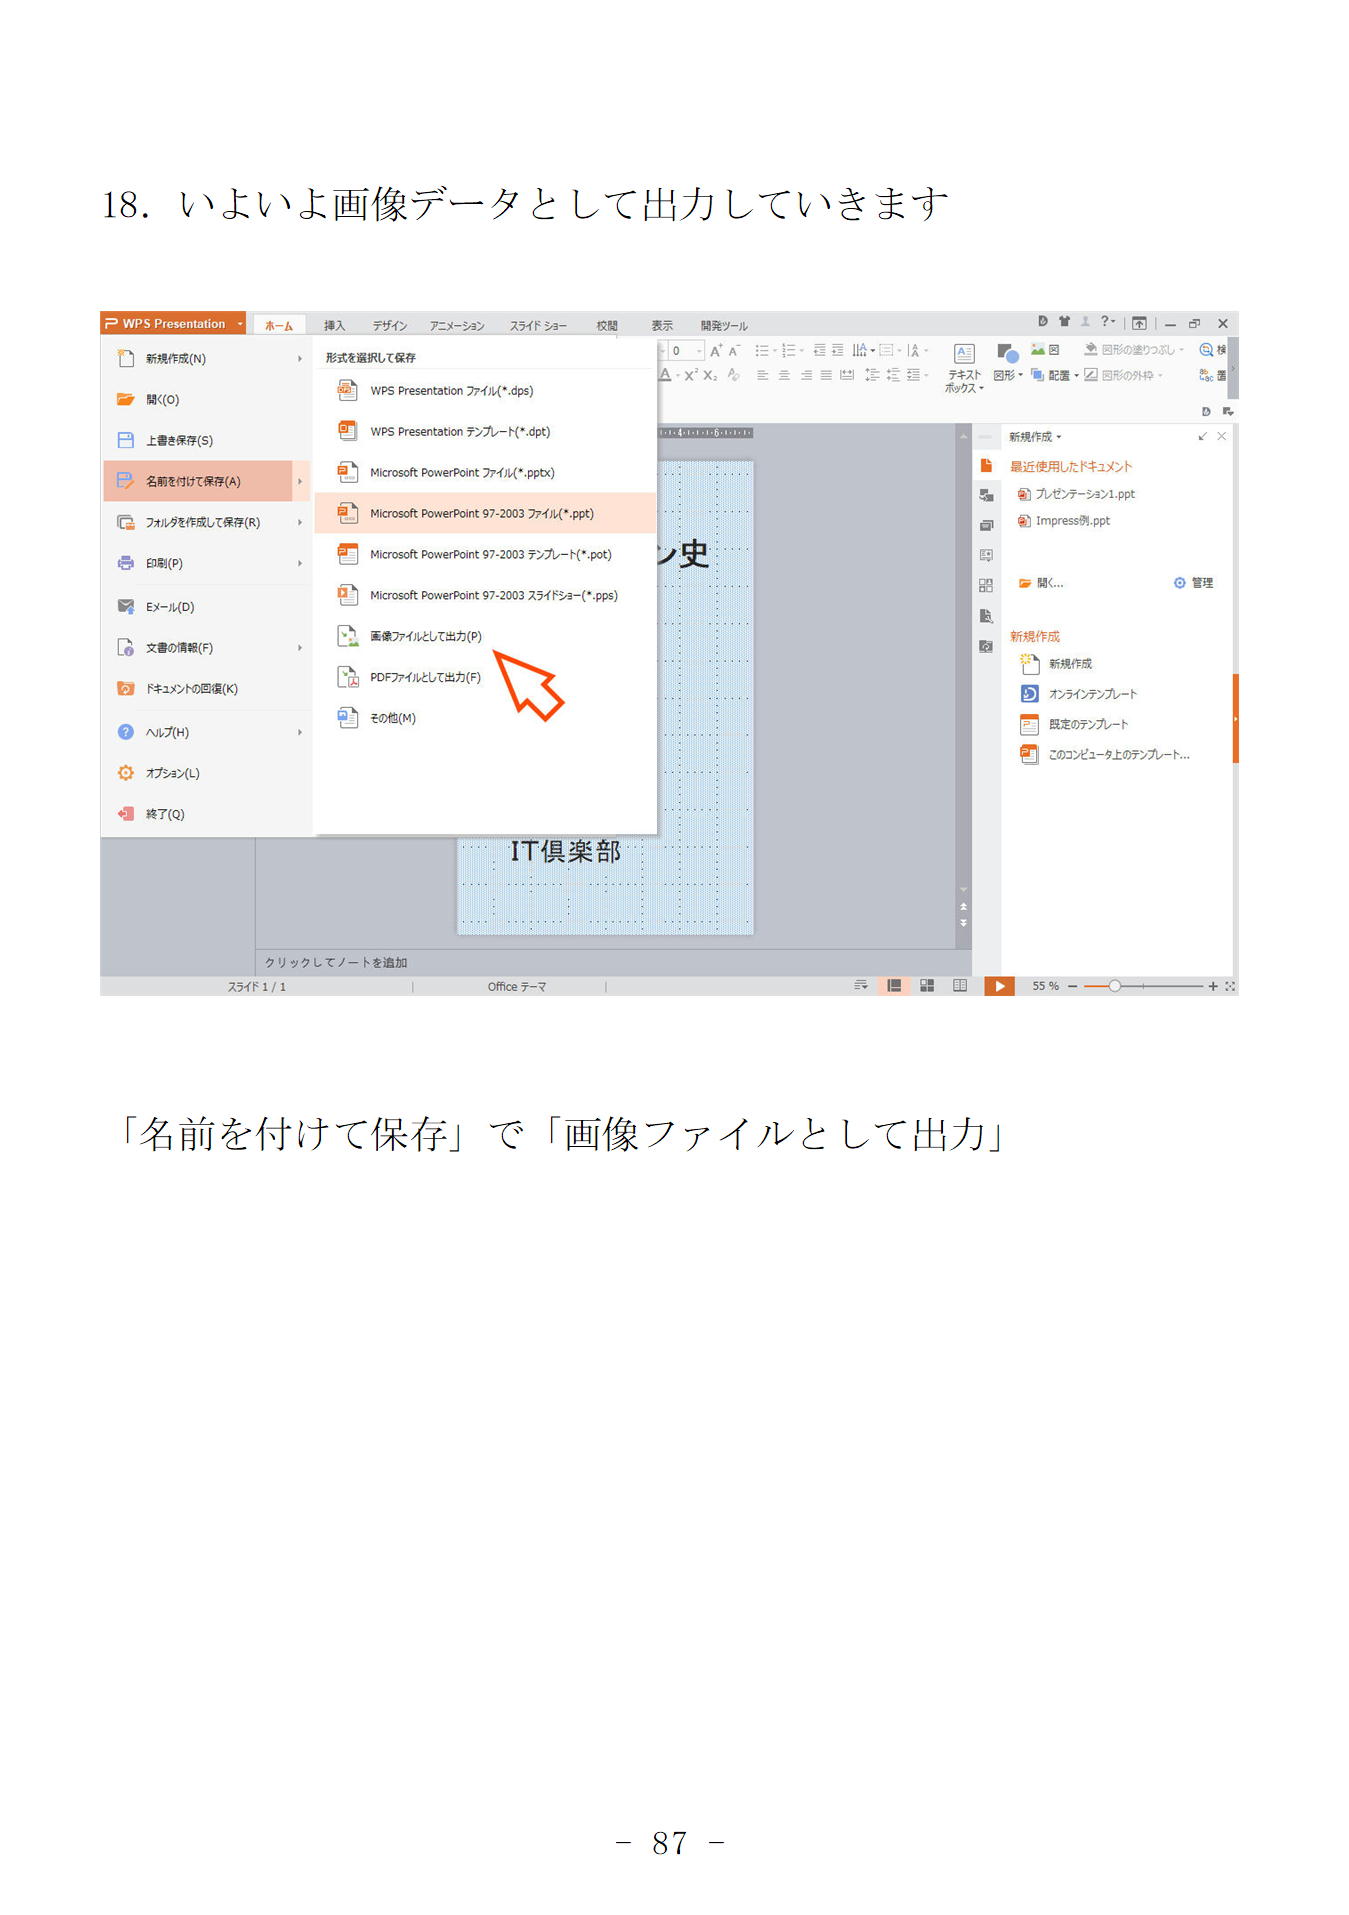 18．いよいよ画像データとして出力していきます
WPS Presentation
ホーム 挿入 デザイン アニメーション スライド ショー 校閲 表示 開発ツール
新規作成(N)
開く(O)
上書き保存(S)
名前を付けて保存(A)
フォルダを作成して保存(R)
印刷(P)
Eメール(D)
文書の情報(F)
ドキュメントの回復(K)
ヘルプ(H)
オプション(L)
終了(Q)
形式を選択して保存
WPS Presentation ファイル(*.dps)
WPS Presentation テンプレート(*.dpt)
Microsoft PowerPoint ファイル(*.pptx)
Microsoft PowerPoint 97-2003 ファイル(*.ppt)
Microsoft PowerPoint 97-2003 テンプレート(*.pot)
Microsoft PowerPoint 97-2003 スライドショー(*.pps)
画像ファイルとして出力(P)
PDFファイルとして出力(F)
その他(M)
0
テキスト
ボックス
図形
図
配置
図形の塗りつぶし
図形の外枠
検
置
ン史
IT倶楽部
新規作成
最近使用したドキュメント
プレゼンテーション1.ppt
Impress例.ppt
開く... 管理
新規作成
新規作成
オンラインテンプレート
既定のテンプレート
このコンピュータ上のテンプレート...
クリックしてノートを追加
スライド 1 / 1 Office テーマ 55 %
「名前を付けて保存」で「画像ファイルとして出力」
- 87 -